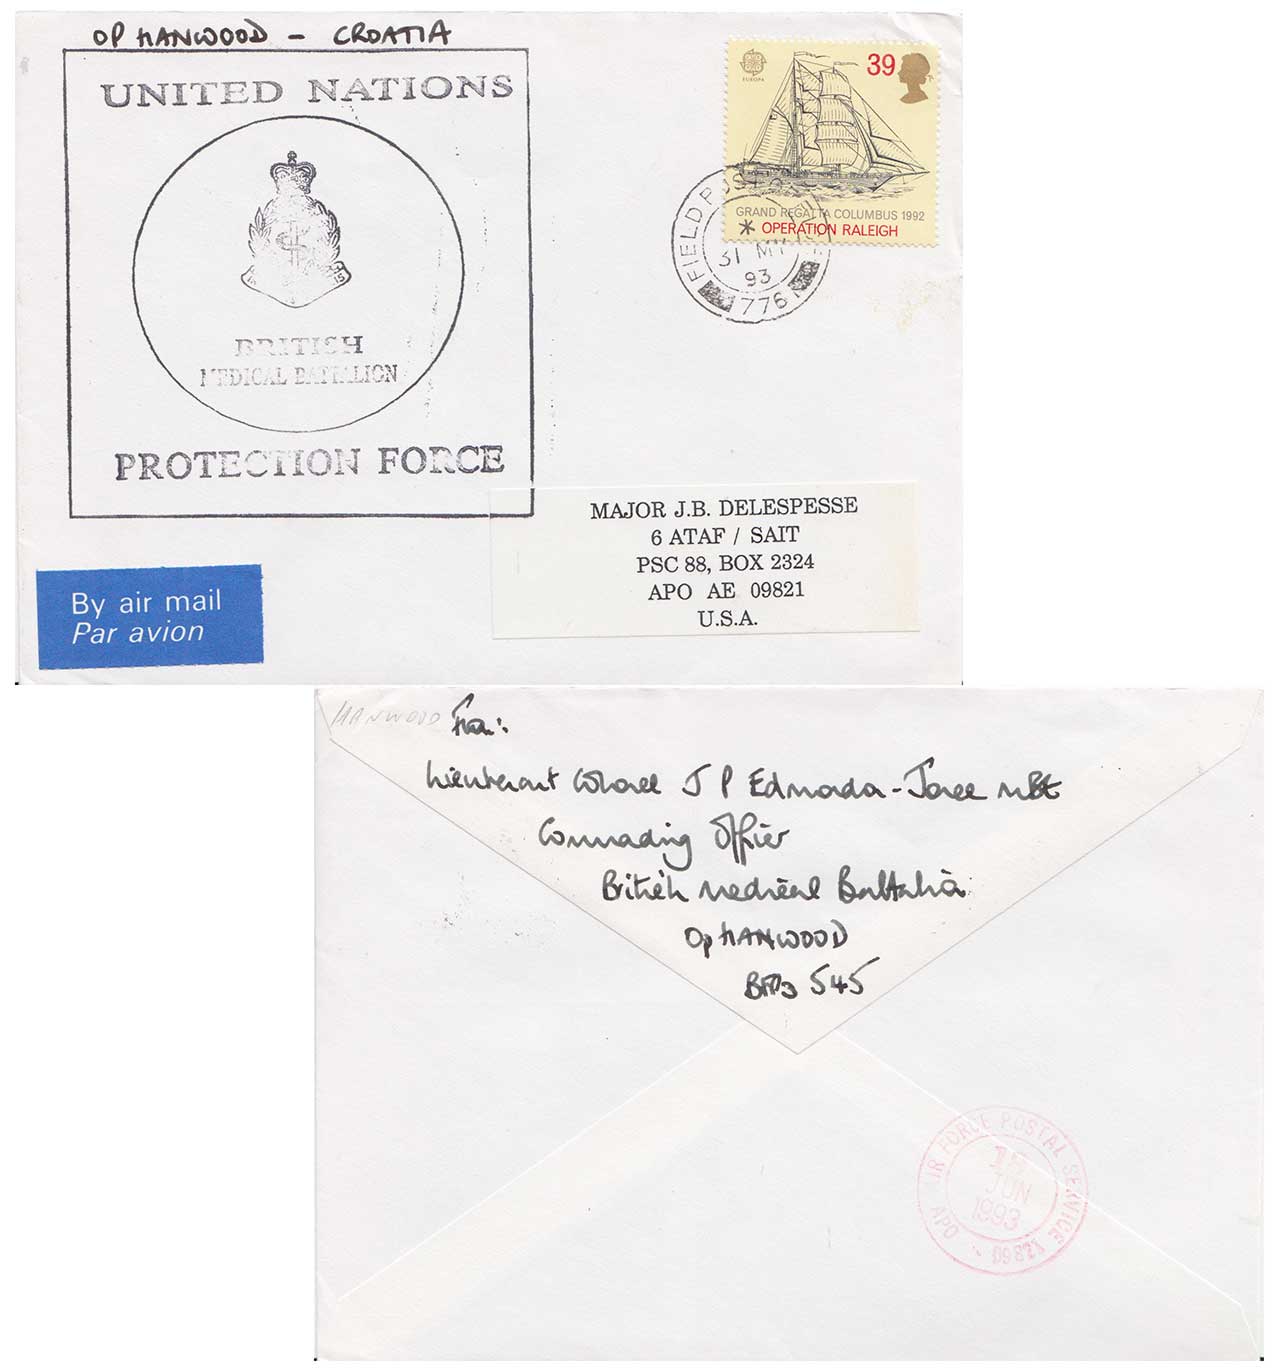 OP HANWOOD - CROATIA
UNITED NATIONS
BRITISH
MEDICAL BATTALION
PROTECTION FORCE
EUROPA
39
GRAND REGATTA COLUMBUS 1992
OPERATION RALEIGH
FIELD POST OFFICE
* 31 MY 93
776
MAJOR J.B. DELESPESSE
6 ATAF / SAIT
PSC 88, BOX 2324
APO AE 09821
U.S.A.
By air mail
Par avion
HANWOOD From:
Lieutenant Colonel J P Edmonds-Jones MBE
Commanding Officer
British Medical Battalion
Op HANWOOD
BFPO 545
AIR FORCE POSTAL SERVICE
JUN
1993
APO 09821